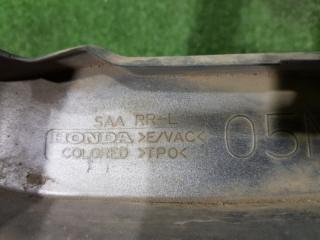 SAA RR-L
HONDA >E/VAC<
COLORED >TPO<
05